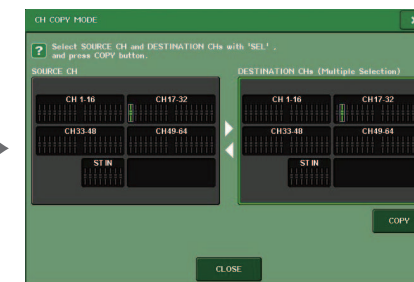 CH COPY MODE
Select SOURCE CH and DESTINATION CHs with 'SEL' ,
and press COPY button.
SOURCE CH
DESTINATION CHs (Multiple Selection)
CH 1-16 CH17-32
CH33-48 CH49-64
ST IN
CH 1-16 CH17-32
CH33-48 CH49-64
ST IN
COPY
CLOSE